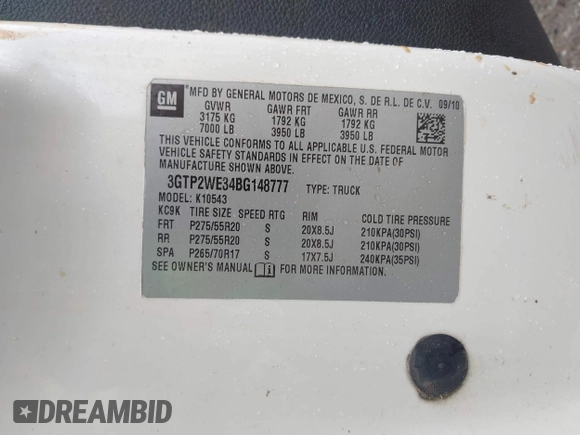 GM
MFD BY GENERAL MOTORS DE MEXICO, S. DE R.L. DE C.V. 09/10
GVWR GAWR FRT GAWR RR
3175 KG 1792 KG 1792 KG
7000 LB 3950 LB 3950 LB
THIS VEHICLE CONFORMS TO ALL APPLICABLE U.S. FEDERAL MOTOR
VEHICLE SAFETY STANDARDS IN EFFECT ON THE DATE OF
MANUFACTURE SHOWN ABOVE.
3GTP2WE34BG148777 TYPE: TRUCK
MODEL: K10543
KC9K TIRE SIZE SPEED RTG RIM COLD TIRE PRESSURE
FRT P275/55R20 S 20X8.5J 210KPA(30PSI)
RR P275/55R20 S 20X8.5J 210KPA(30PSI)
SPA P265/70R17 S 17X7.5J 240KPA(35PSI)
SEE OWNER'S MANUAL FOR MORE INFORMATION.
DREAMBID